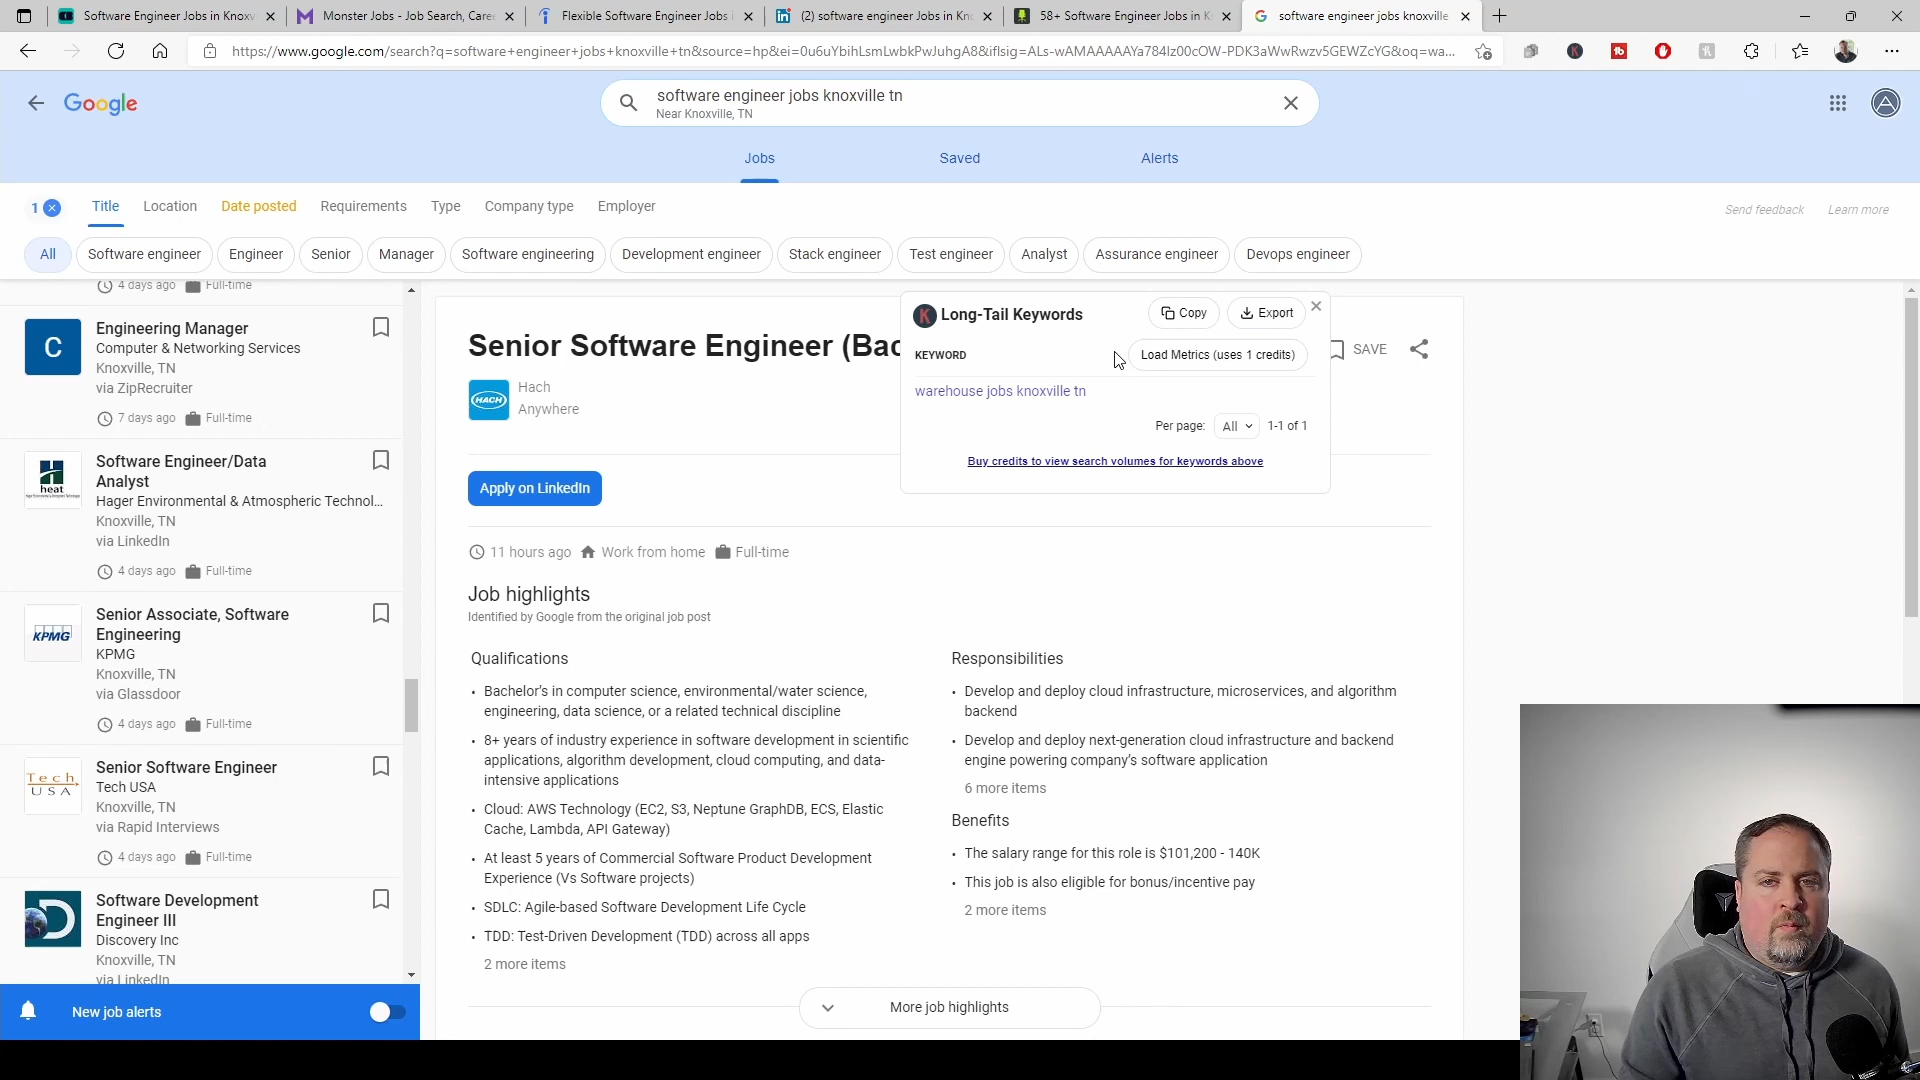 Software Engineer Jobs in Knoxv
Monster Jobs - Job Search, Caree
Flexible Software Engineer Jobs i
(2) software engineer Jobs in Kno
58+ Software Engineer Jobs in K
software engineer jobs knoxville
https://www.google.com/search?q=software+engineer+jobs+knoxville+tn&source=hp&ei=0u6uYbihLsmLwbkPwJuhgA8&iflsig=ALs-wAMAAAAAYa784Iz00cOW-PDK3aWwRwzv5GEWZcYG&oq=wa...
Google
software engineer jobs knoxville tn
Near Knoxville, TN
Jobs
Saved
Alerts
1
Title
Location
Date posted
Requirements
Type
Company type
Employer
Send feedback
Learn more
All
Software engineer
Engineer
Senior
Manager
Software engineering
Development engineer
Stack engineer
Test engineer
Analyst
Assurance engineer
Devops engineer
4 days ago
Full-time
C
Engineering Manager
Computer & Networking Services
Knoxville, TN
via ZipRecruiter
7 days ago
Full-time
heat
Software Engineer/Data
Analyst
Hager Environmental & Atmospheric Technol...
Knoxville, TN
via LinkedIn
4 days ago
Full-time
KPMG
Senior Associate, Software
Engineering
KPMG
Knoxville, TN
via Glassdoor
4 days ago
Full-time
Tech
USA
Senior Software Engineer
Tech USA
Knoxville, TN
via Rapid Interviews
4 days ago
Full-time
D
Software Development
Engineer III
Discovery Inc
Knoxville, TN
via LinkedIn
New job alerts
Senior Software Engineer (Bac
HACH
Hach
Anywhere
SAVE
K
Long-Tail Keywords
Copy
Export
KEYWORD
Load Metrics (uses 1 credits)
warehouse jobs knoxville tn
Per page:
All
1-1 of 1
Buy credits to view search volumes for keywords above
Apply on LinkedIn
11 hours ago
Work from home
Full-time
Job highlights
Identified by Google from the original job post
Qualifications
• Bachelor's in computer science, environmental/water science,
engineering, data science, or a related technical discipline
• 8+ years of industry experience in software development in scientific
applications, algorithm development, cloud computing, and data-
intensive applications
• Cloud: AWS Technology (EC2, S3, Neptune GraphDB, ECS, Elastic
Cache, Lambda, API Gateway)
• At least 5 years of Commercial Software Product Development
Experience (Vs Software projects)
• SDLC: Agile-based Software Development Life Cycle
• TDD: Test-Driven Development (TDD) across all apps
2 more items
Responsibilities
• Develop and deploy cloud infrastructure, microservices, and algorithm
backend
• Develop and deploy next-generation cloud infrastructure and backend
engine powering company's software application
6 more items
Benefits
• The salary range for this role is $101,200 - 140K
• This job is also eligible for bonus/incentive pay
2 more items
More job highlights